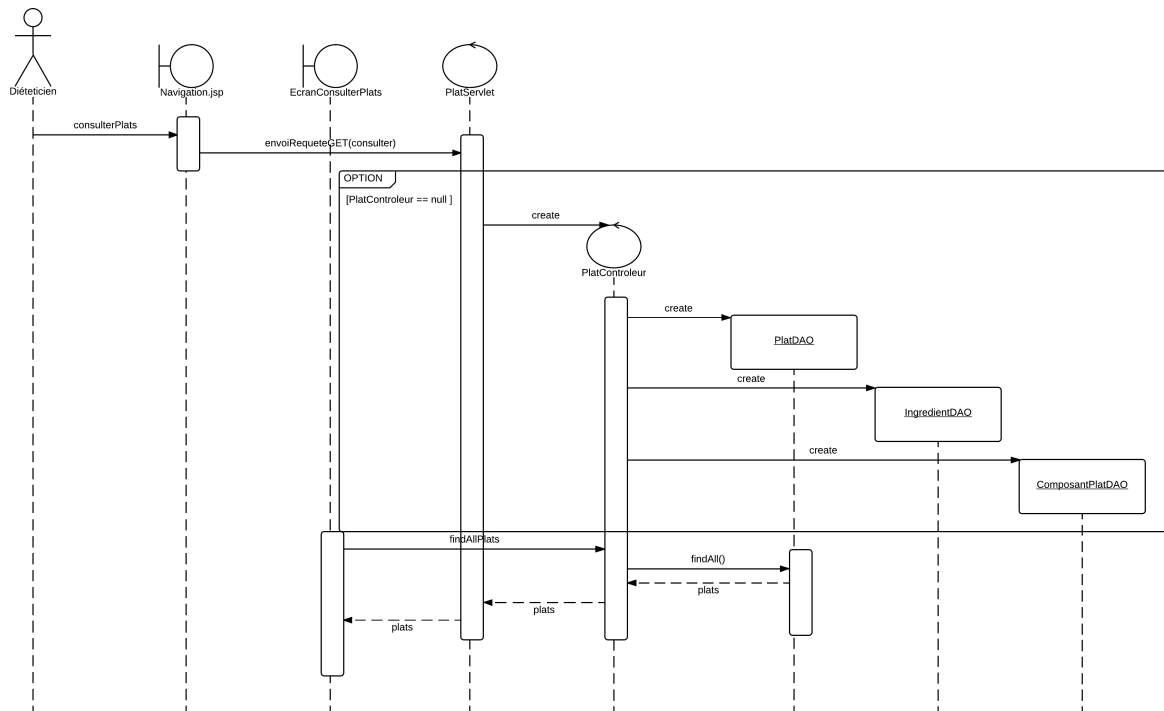 Diéteticien
Navigation.jsp
EcranConsulterPlats
PlatServlet
consulterPlats
envoiRequeteGET(consulter)
OPTION
[PlatControleur == null ]
create
PlatControleur
create
PlatDAO
create
IngredientDAO
create
ComposantPlatDAO
findAllPlats
findAll()
plats
plats
plats